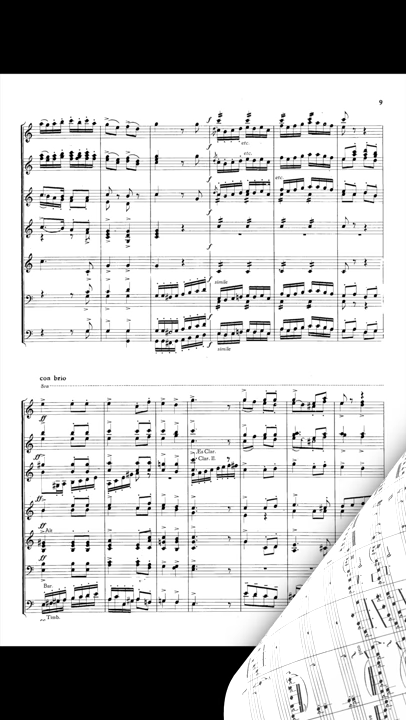 9
f
etc.
f
etc.
f
etc.
f
f
simile
simile
con brio
8va
ff
ff
Es Clar.
Clar. II.
ff
ff
Alt
ff
Bar.
ff
Timb.